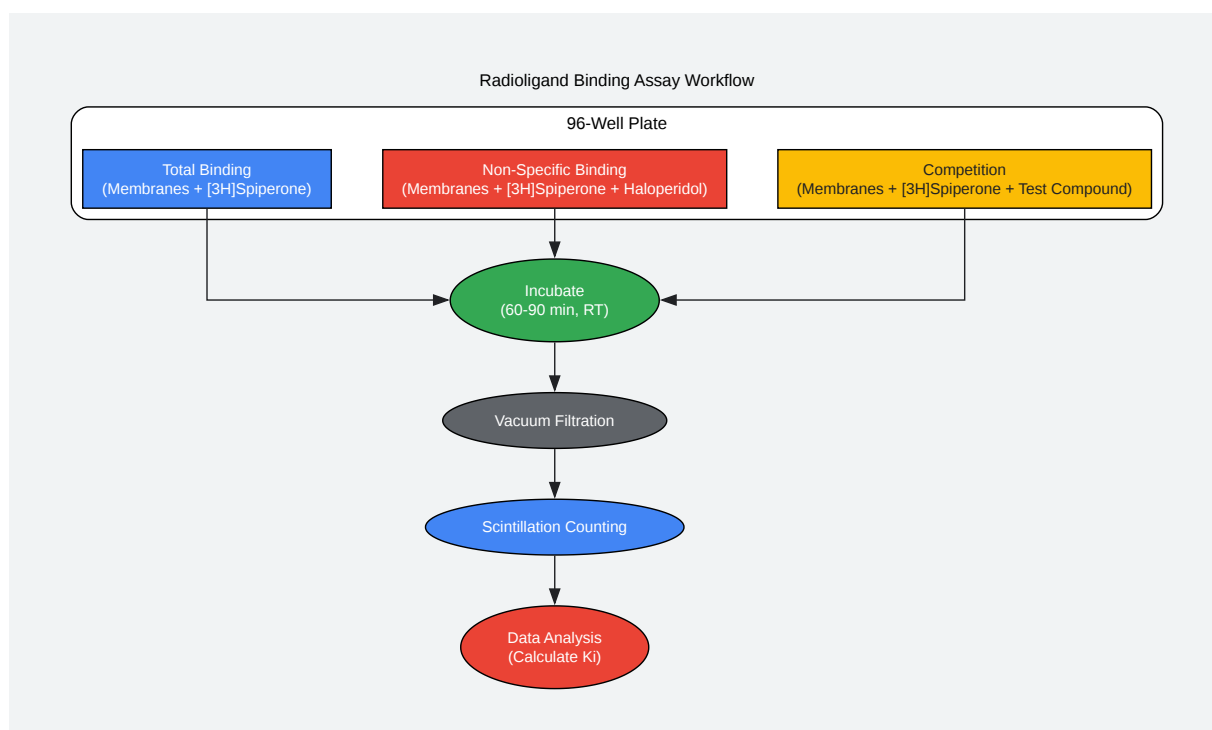 Radioligand Binding Assay Workflow
96-Well Plate
Total Binding
(Membranes + [3H]Spiperone)
Non-Specific Binding
(Membranes + [3H]Spiperone + Haloperidol)
Competition
(Membranes + [3H]Spiperone + Test Compound)
Incubate
(60-90 min, RT)
Vacuum Filtration
Scintillation Counting
Data Analysis
(Calculate Ki)